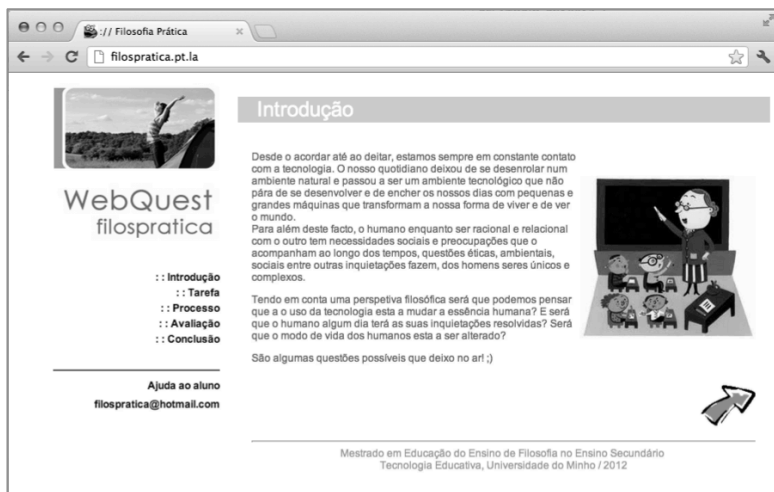 :// Filosofia Prática
filospratica.pt.la
WebQuest
filospratica
: : Introdução
: : Tarefa
: : Processo
: : Avaliação
: : Conclusão
Ajuda ao aluno
filospratica@hotmail.com
Introdução
Desde o acordar até ao deitar, estamos sempre em constante contato
com a tecnologia. O nosso quotidiano deixou de se desenrolar num
ambiente natural e passou a ser um ambiente tecnológico que não
pára de se desenvolver e de encher os nossos dias com pequenas e
grandes máquinas que transformam a nossa forma de viver e de ver
o mundo.
Para além deste facto, o humano enquanto ser racional e relacional
com o outro tem necessidades sociais e preocupações que o
acompanham ao longo dos tempos, questões éticas, ambientais,
sociais entre outras inquietações fazem, dos homens seres únicos e
complexos.
Tendo em conta uma perspetiva filosófica será que podemos pensar
que a o uso da tecnologia esta a mudar a essência humana? E será
que o humano algum dia terá as suas inquietações resolvidas? Será
que o modo de vida dos humanos esta a ser alterado?
São algumas questões possíveis que deixo no ar! ;)
Mestrado em Educação do Ensino de Filosofia no Ensino Secundário
Tecnologia Educativa, Universidade do Minho / 2012